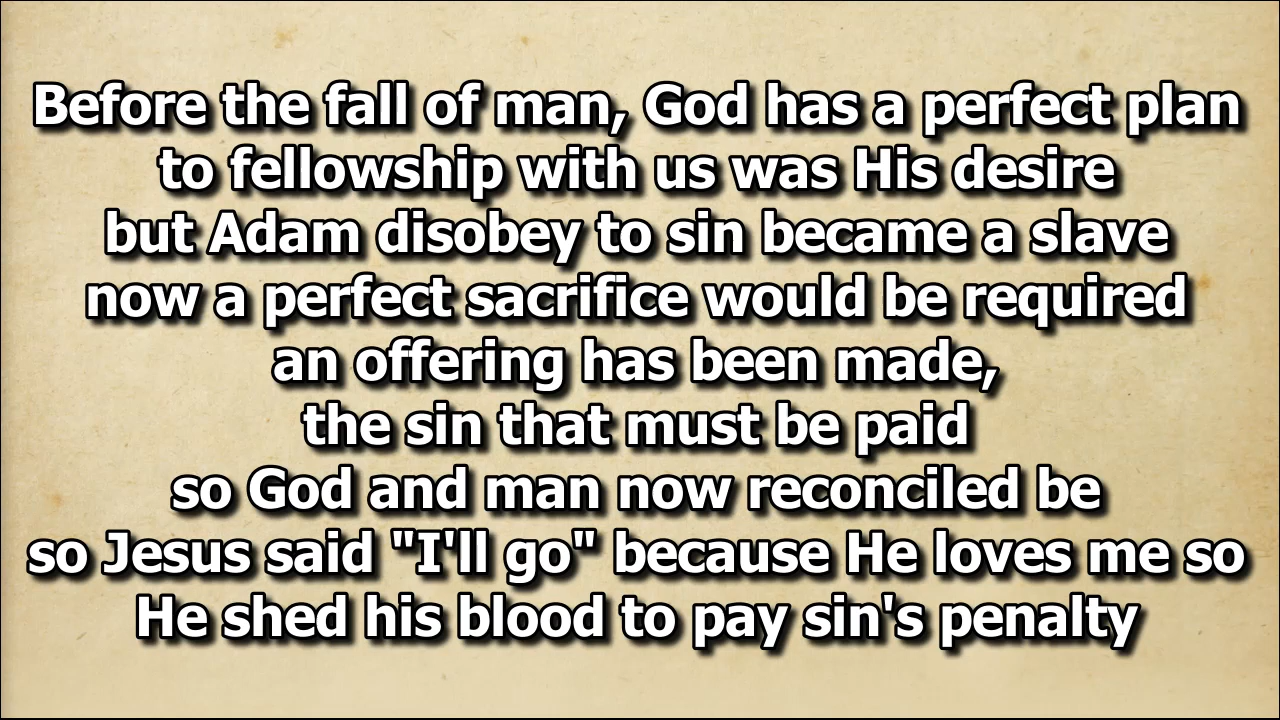 Before the fall of man, God has a perfect plan
to fellowship with us was His desire
but Adam disobey to sin became a slave
now a perfect sacrifice would be required
an offering has been made,
the sin that must be paid
so God and man now reconciled be
so Jesus said "I'll go" because He loves me so
He shed his blood to pay sin's penalty